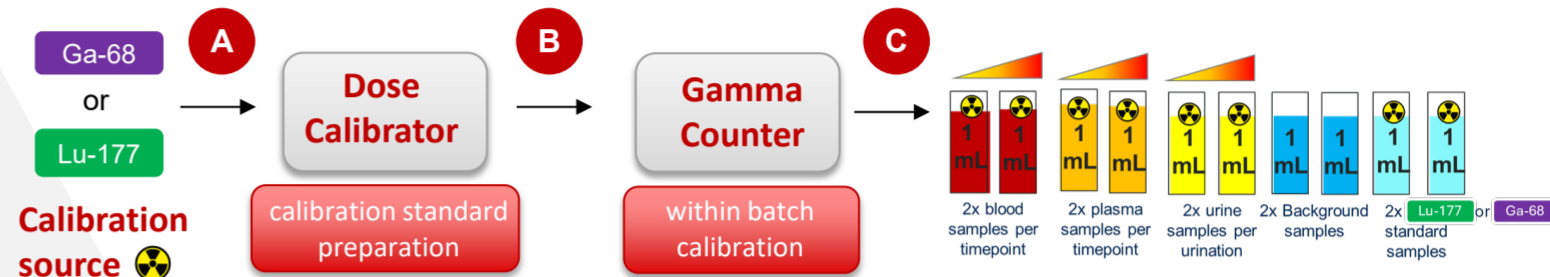 Ga-68
or
Lu-177
Calibration
source
A
Dose
Calibrator
calibration standard
preparation
B
Gamma
Counter
within batch
calibration
C
1
mL
1
mL
2x blood
samples per
timepoint
1
mL
1
mL
2x plasma
samples per
timepoint
1
mL
1
mL
2x urine
samples per
urination
1
mL
1
mL
2x Background
samples
1
mL
1
mL
2x Lu-177 or Ga-68
standard
samples